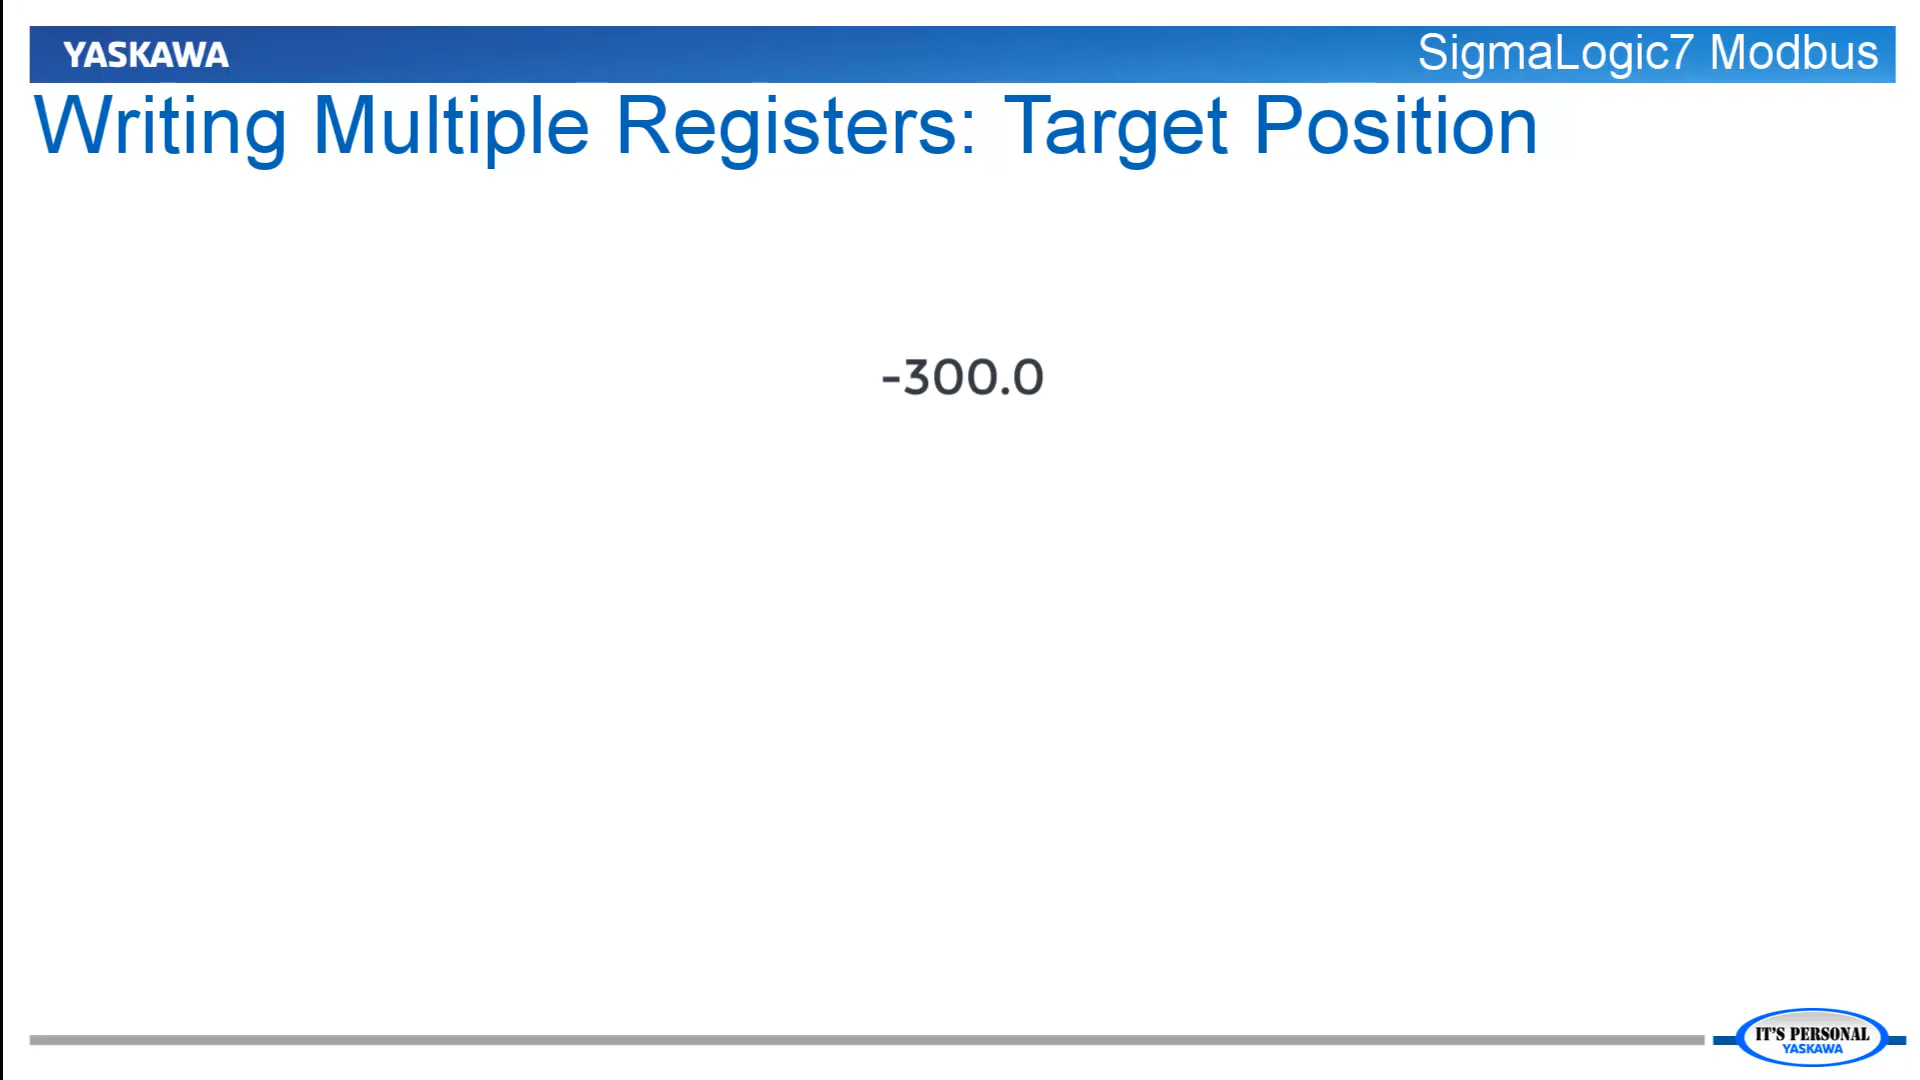 YASKAWA
SigmaLogic7 Modbus
Writing Multiple Registers: Target Position
-300.0
IT'S PERSONAL
YASKAWA